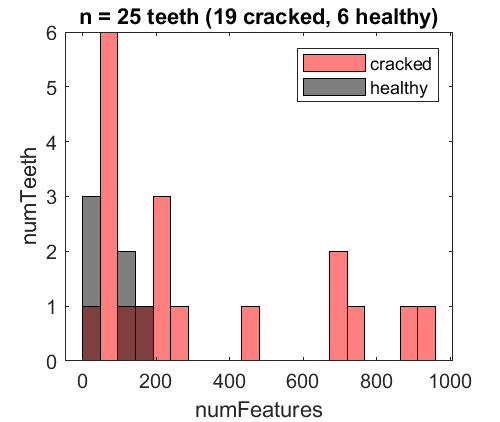 n = 25 teeth (19 cracked, 6 healthy)
cracked
healthy
numTeeth
6
5
4
3
2
1
0
0 200 400 600 800 1000
numFeatures